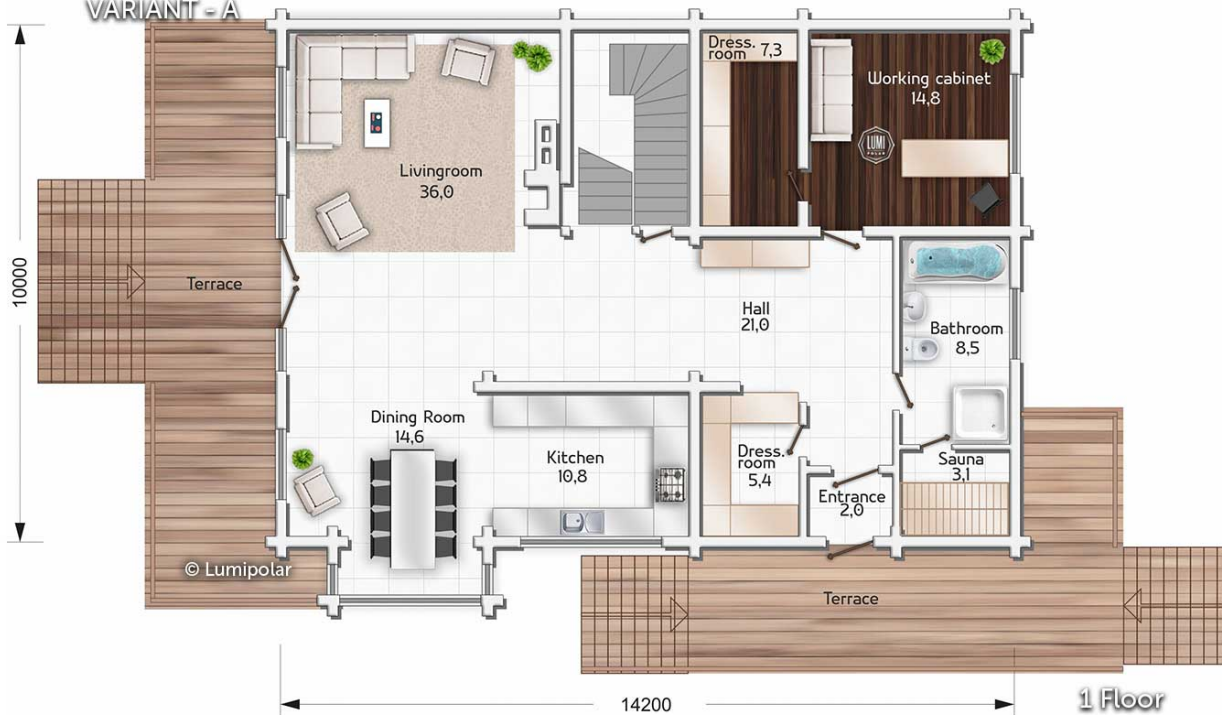 VARIANT - A
Dress.
room 7,3
Working cabinet
14,8
LUMI
POLAR
Livingroom
36,0
10000
Terrace
Hall
21,0
Bathroom
8,5
Dining Room
14,6
Kitchen
10,8
Dress.
room
5,4
Sauna
3,1
Entrance
2,0
© Lumipolar
Terrace
14200
1 Floor